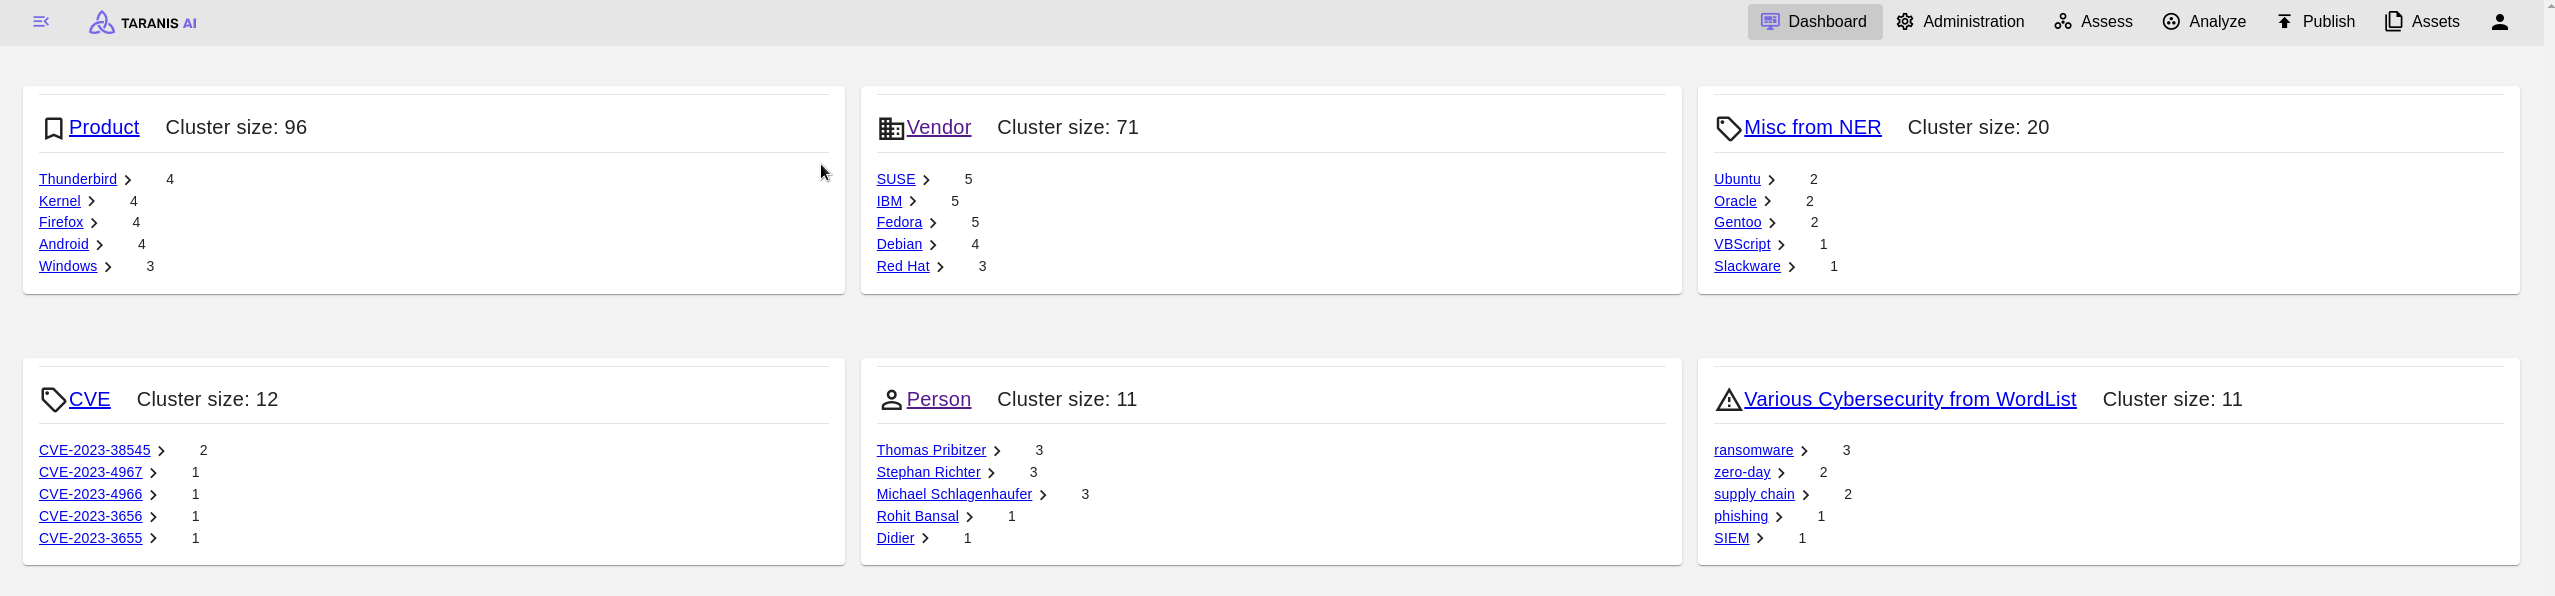 TARANIS AI
Dashboard Administration Assess Analyze Publish Assets
Product Cluster size: 96
Thunderbird 4
Kernel 4
Firefox 4
Android 4
Windows 3
Vendor Cluster size: 71
SUSE 5
IBM 5
Fedora 5
Debian 4
Red Hat 3
Misc from NER Cluster size: 20
Ubuntu 2
Oracle 2
Gentoo 2
VBScript 1
Slackware 1
CVE Cluster size: 12
CVE-2023-38545 2
CVE-2023-4967 1
CVE-2023-4966 1
CVE-2023-3656 1
CVE-2023-3655 1
Person Cluster size: 11
Thomas Pribitzer 3
Stephan Richter 3
Michael Schlagenhaufer 3
Rohit Bansal 1
Didier 1
Various Cybersecurity from WordList Cluster size: 11
ransomware 3
zero-day 2
supply chain 2
phishing 1
SIEM 1